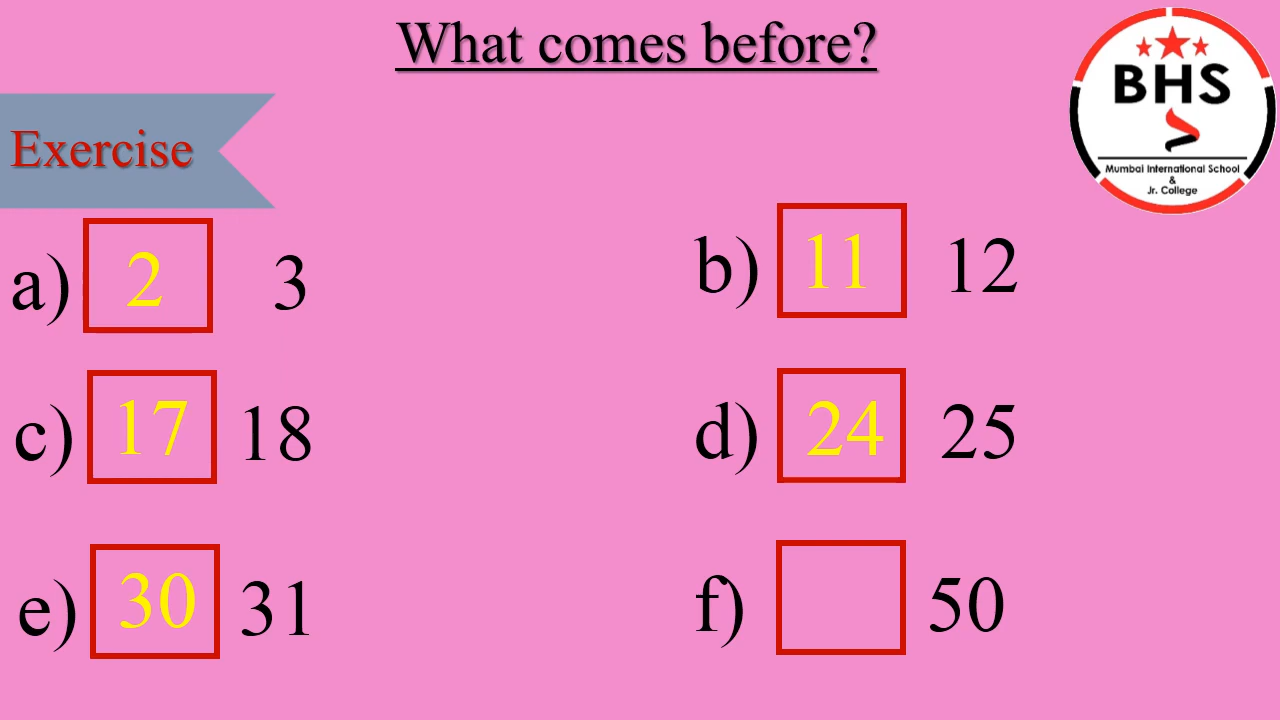 What comes before?
BHS
Mumbai International School
&
Jr. College
Exercise
a) 2 3
b) 11 12
c) 17 18
d) 24 25
e) 30 31
f) 50